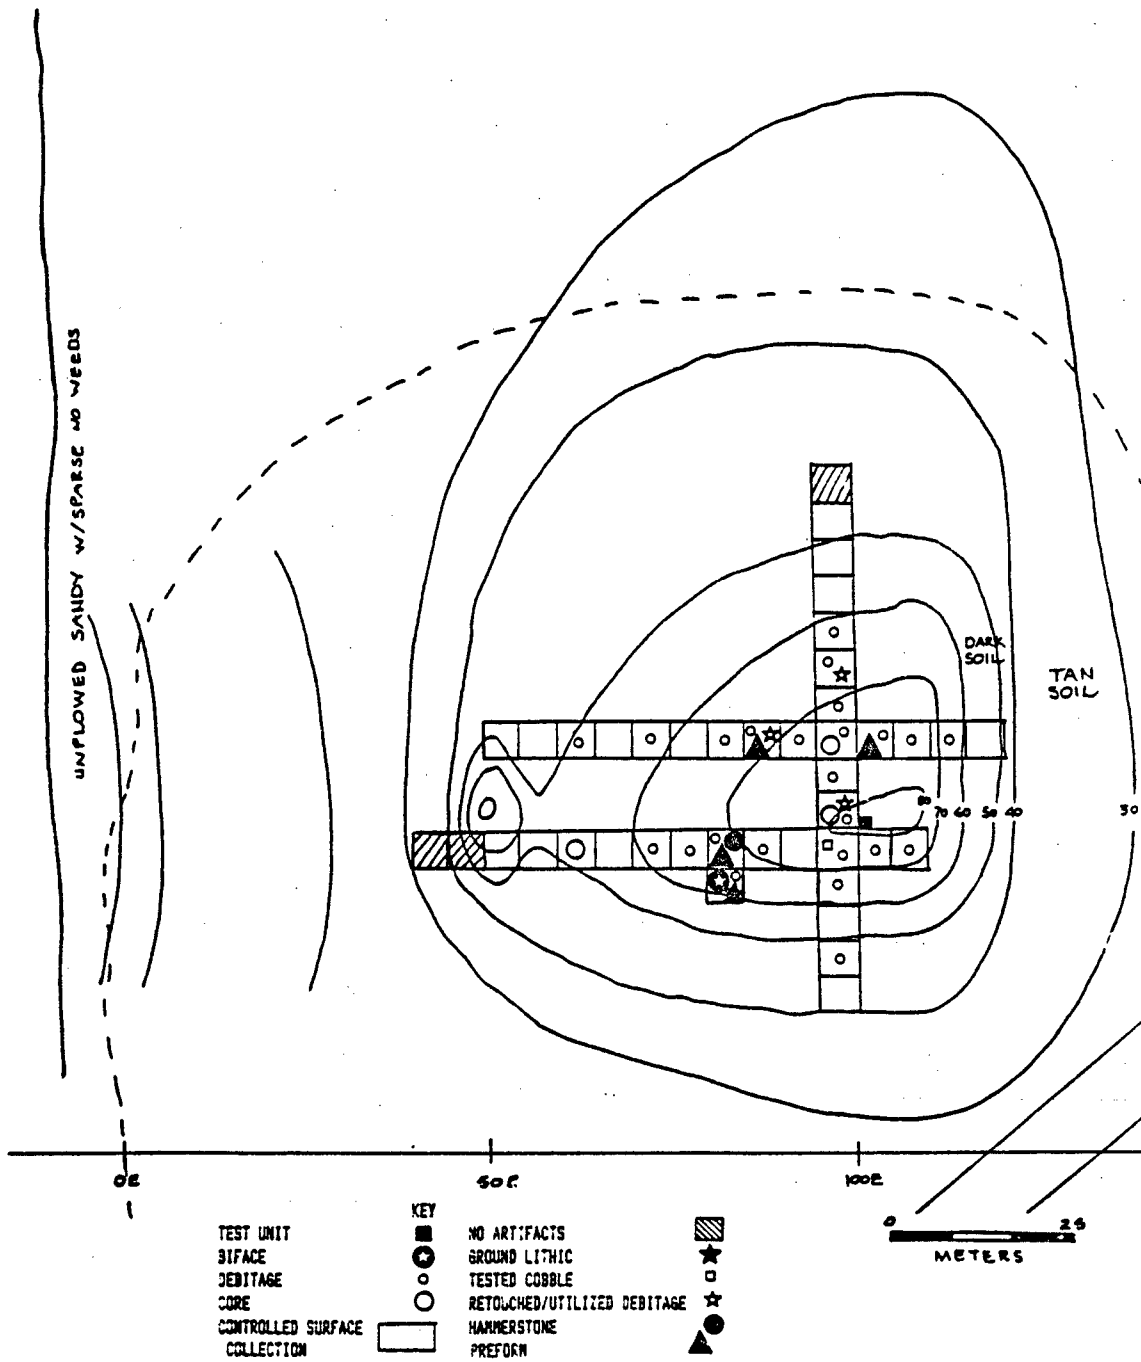 UNPLOWED SANDY W/SPARSE NO WEEDS
DARK
SOIL
TAN
SOIL
80
70 60 50 40 30
0E
50E
100E
KEY
TEST UNIT
BIFACE
DEBITAGE
CORE
CONTROLLED SURFACE
COLLECTION
NO ARTIFACTS
GROUND LITHIC
TESTED COBBLE
RETOUCHED/UTILIZED DEBITAGE
HAMMERSTONE
PREFORM
0 25
METERS